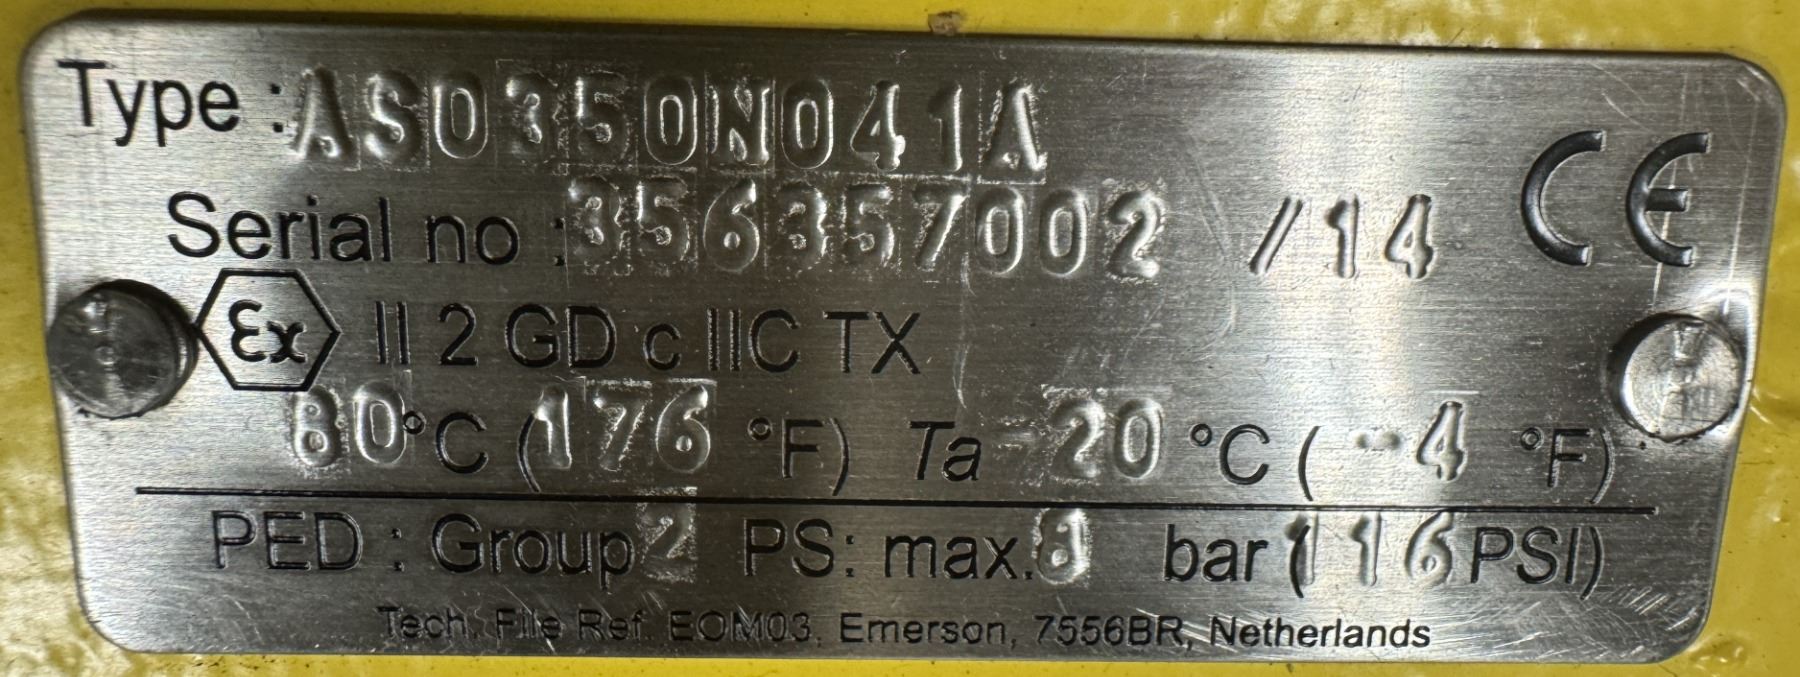 Type : AS0350N041A
Serial no : 356357002 /14 CE
Ex II 2 GD c IIC TX
80°C (176 °F) Ta -20 °C ( -4 °F)
PED : Group 2 PS: max. 8 bar (116 PSI)
Tech. File Ref. EOM03, Emerson, 7556BR, Netherlands